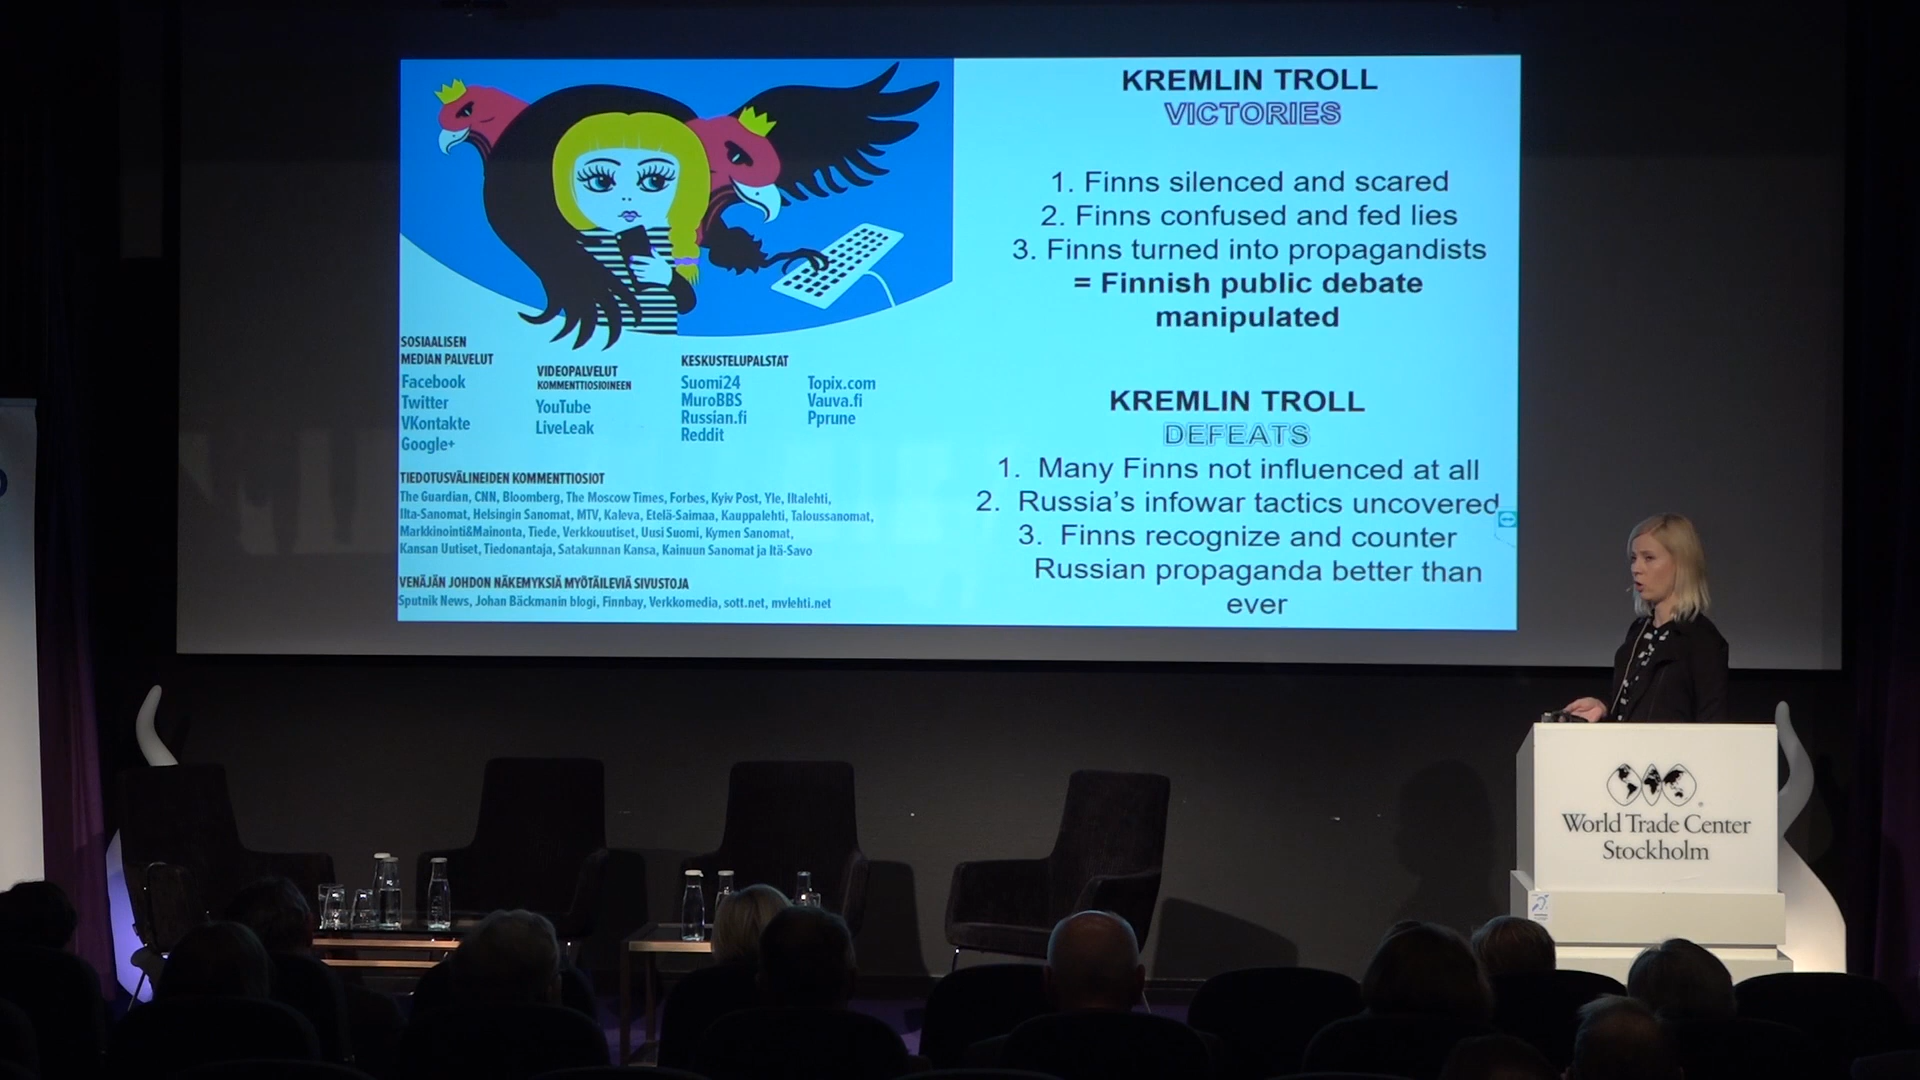 KREMLIN TROLL
VICTORIES
1. Finns silenced and scared
2. Finns confused and fed lies
3. Finns turned into propagandists
= Finnish public debate
manipulated
KREMLIN TROLL
DEFEATS
1. Many Finns not influenced at all
2. Russia's infowar tactics uncovered
3. Finns recognize and counter
Russian propaganda better than
ever
SOSIAALISEN
MEDIAN PALVELUT
Facebook
Twitter
VKontakte
Google+
VIDEOPALVELUT
KOMMENTTIOSIOINEEN
YouTube
LiveLeak
KESKUSTELUPALSTAT
Suomi24
MuroBBS
Russian.fi
Reddit
Topix.com
Vauva.fi
Pprune
TIEDOTUSVÄLINEIDEN KOMMENTTIOSIOT
The Guardian, CNN, Bloomberg, The Moscow Times, Forbes, Kyiv Post, Yle, Iltalehti,
Ilta-Sanomat, Helsingin Sanomat, MTV, Kaleva, Etelä-Saimaa, Kauppalehti, Taloussanomat,
Markkinointi&Mainonta, Tiede, Verkkouutiset, Uusi Suomi, Kymen Sanomat,
Kansan Uutiset, Tiedonantaja, Satakunnan Kansa, Kainuun Sanomat ja Itä-Savo
VENÄJÄN JOHDON NÄKEMYKSIÄ MYÖTÄILEVIÄ SIVUSTOJA
Sputnik News, Johan Bäckmanin blogi, Finnbay, Verkkomedia, sott.net, mvlehti.net
World Trade Center
Stockholm